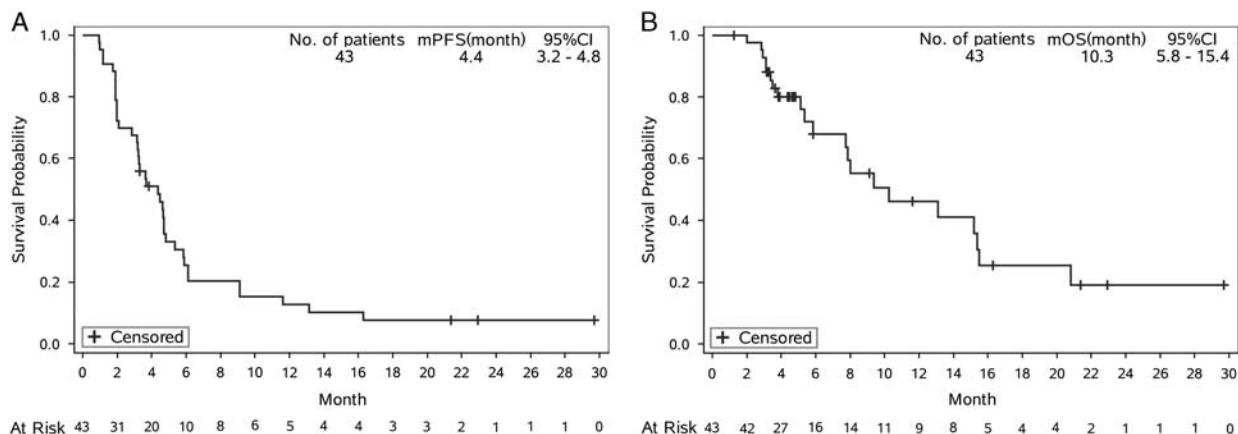 A
No. of patients mPFS(month) 95%CI
43 4.4 3.2 - 4.8
1.0
0.8
0.6
0.4
0.2
0.0
Survival Probability
+ Censored
0 2 4 6 8 10 12 14 16 18 20 22 24 26 28 30
Month
At Risk 43 31 20 10 8 6 5 4 4 3 3 2 1 1 1 0
B
No. of patients mOS(month) 95%CI
43 10.3 5.8 - 15.4
1.0
0.8
0.6
0.4
0.2
0.0
Survival Probability
+ Censored
0 2 4 6 8 10 12 14 16 18 20 22 24 26 28 30
Month
At Risk 43 42 27 16 14 11 9 8 5 4 4 2 1 1 1 0